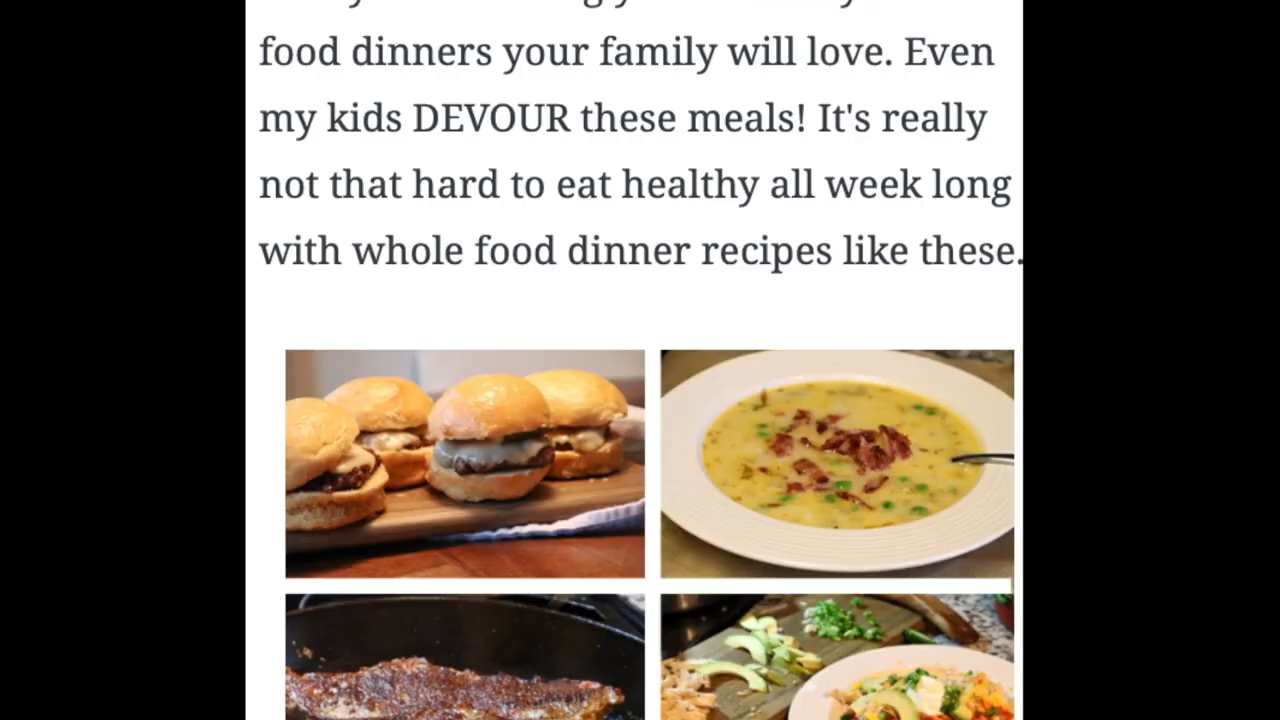 food dinners your family will love. Even
my kids DEVOUR these meals! It's really
not that hard to eat healthy all week long
with whole food dinner recipes like these.